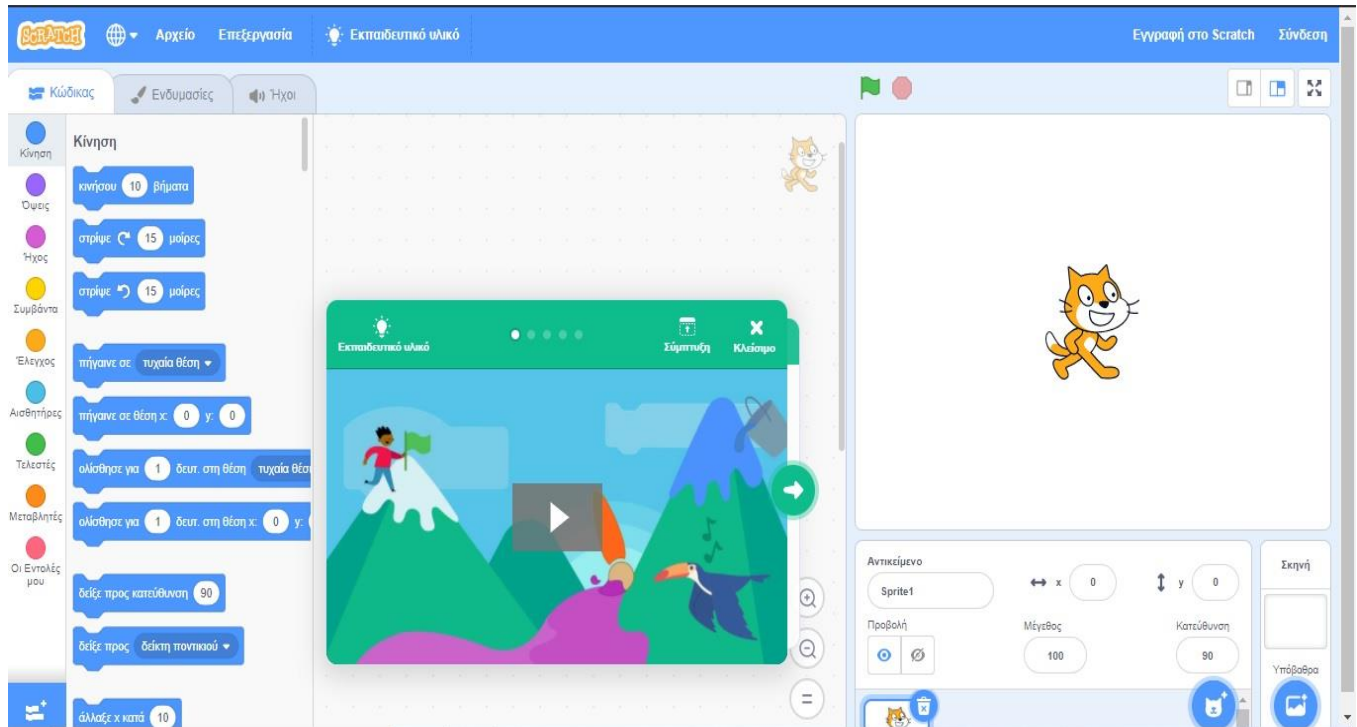 SCRATCH Αρχείο Επεξεργασία Εκπαιδευτικό υλικό Εγγραφή στο Scratch Σύνδεση
Κώδικας Ενδυμασίες Ήχοι
Κίνηση
Όψεις
Ήχος
Συμβάντα
Έλεγχος
Αισθητήρες
Τελεστές
Μεταβλητές
Οι Εντολές
μου
Κίνηση
κινήσου 10 βήματα
στρίψε 15 μοίρες
στρίψε 15 μοίρες
πήγαινε σε τυχαία θέση
πήγαινε σε θέση x: 0 y: 0
ολίσθησε για 1 δευτ. στη θέση τυχαία θέσ
ολίσθησε για 1 δευτ. στη θέση x: 0 y:
δείξε προς κατεύθυνση 90
δείξε προς δείκτη ποντικιού
άλλαξε x κατά 10
Εκπαιδευτικό υλικό Σύμπτυξη Κλείσιμο
Αντικείμενο
Sprite1 x 0 y 0
Προβολή Μέγεθος Κατεύθυνση
100 90
Σκηνή
Υπόβαθρα